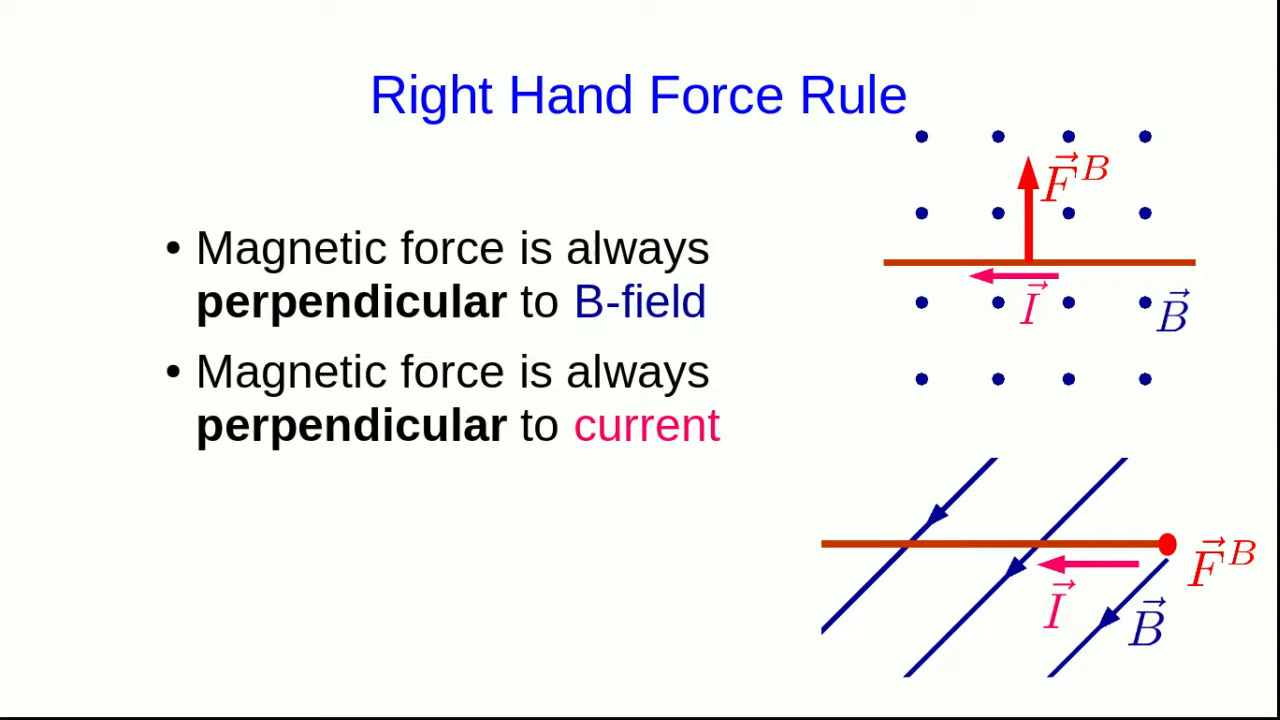 Right Hand Force Rule
• Magnetic force is always
perpendicular to B-field
• Magnetic force is always
perpendicular to current
F⃗ᴮ
I⃗
B⃗
F⃗ᴮ
I⃗
B⃗